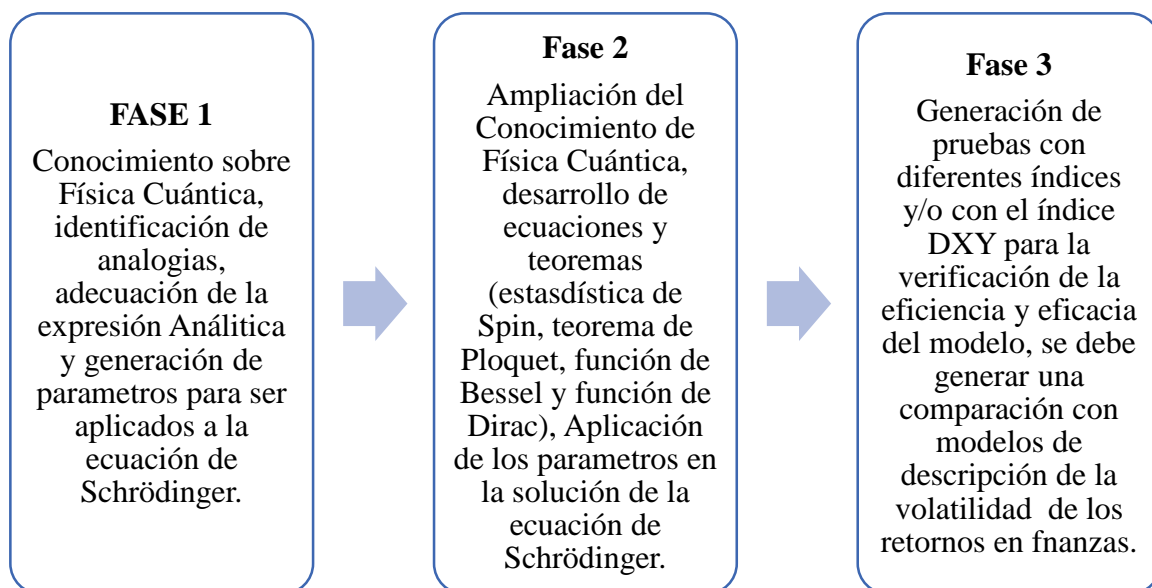 FASE 1
Conocimiento sobre
Física Cuántica,
identificación de
analogias,
adecuación de la
expresión Análitica
y generación de
parametros para ser
aplicados a la
ecuación de
Schrödinger.
Fase 2
Ampliación del
Conocimiento de
Física Cuántica,
desarrollo de
ecuaciones y
teoremas
(estasdística de
Spin, teorema de
Ploquet, función de
Bessel y función de
Dirac), Aplicación
de los parametros en
la solución de la
ecuación de
Schrödinger.
Fase 3
Generación de
pruebas con
diferentes índices
y/o con el índice
DXY para la
verificación de la
eficiencia y eficacia
del modelo, se debe
generar una
comparación con
modelos de
descripción de la
volatilidad de los
retornos en fnanzas.